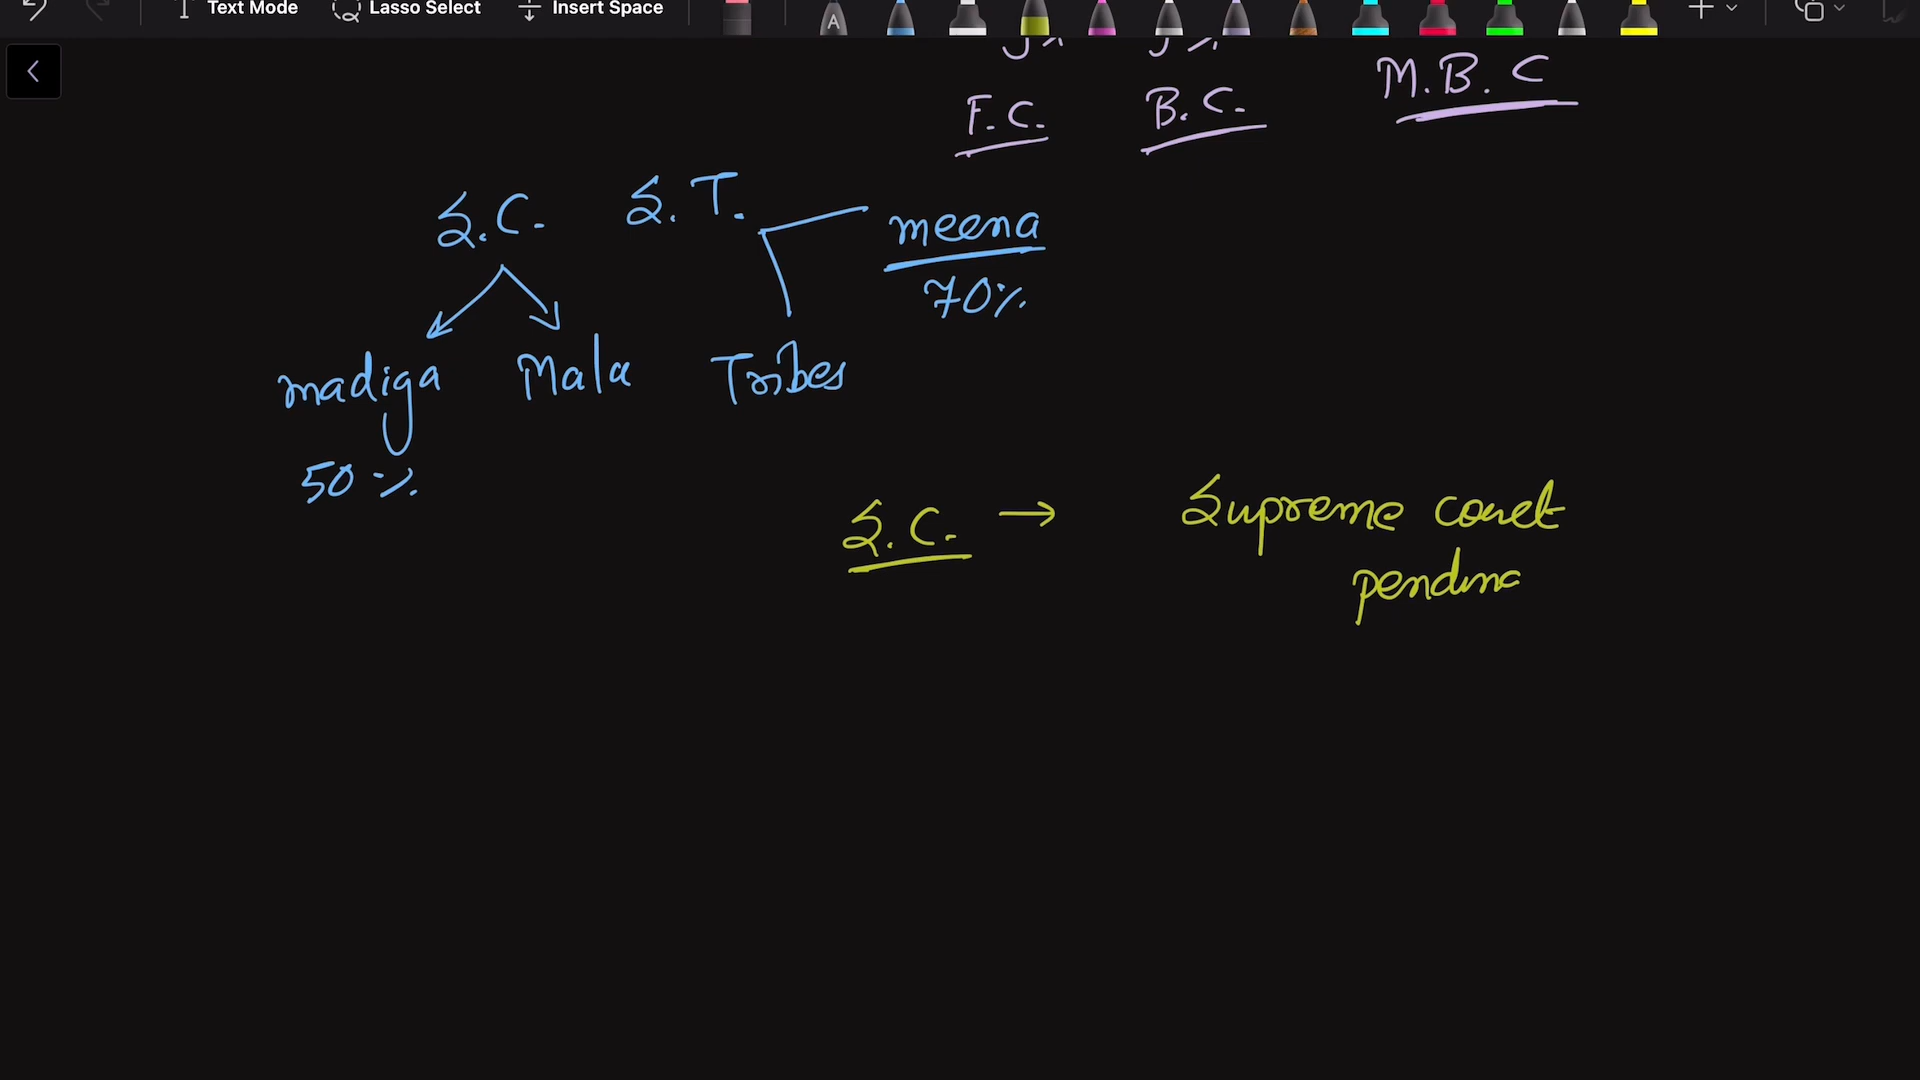 Text Mode Lasso Select Insert Space
A
F.C. B.C. M.B.C
S.C. S.T. meena
70%
madiga Mala Tribes
50%
S.C. → Supreme court
pending